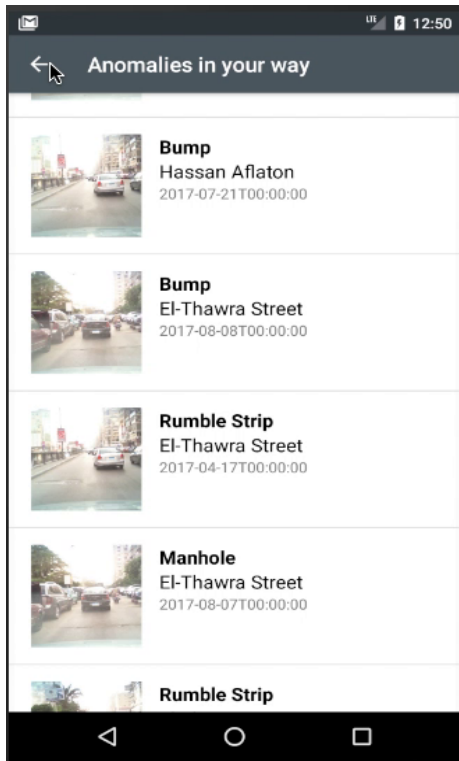 LTE 12:50
Anomalies in your way
Bump
Hassan Aflaton
2017-07-21T00:00:00
Bump
El-Thawra Street
2017-08-08T00:00:00
Rumble Strip
El-Thawra Street
2017-04-17T00:00:00
Manhole
El-Thawra Street
2017-08-07T00:00:00
Rumble Strip